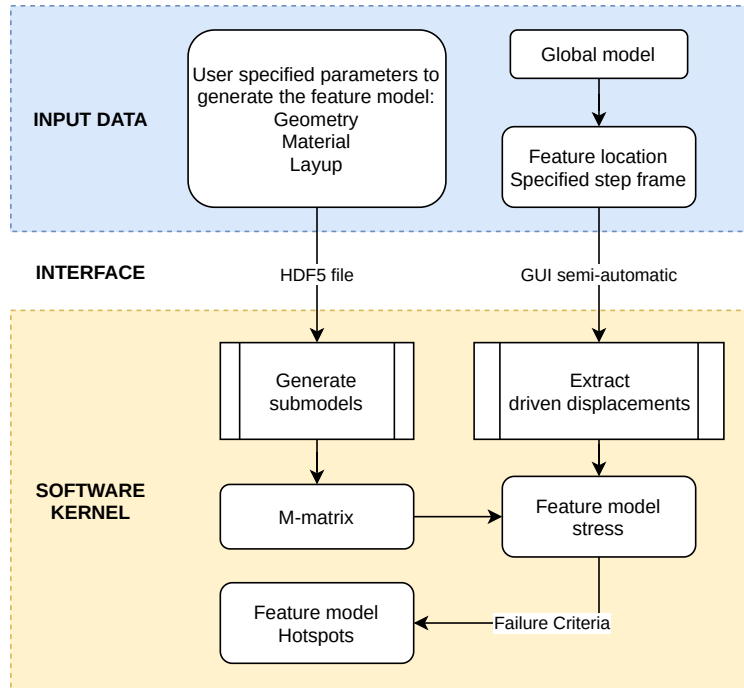 INPUT DATA
User specified parameters to
generate the feature model:
Geometry
Material
Layup
Global model
Feature location
Specified step frame
INTERFACE
HDF5 file
GUI semi-automatic
SOFTWARE
KERNEL
Generate
submodels
Extract
driven displacements
M-matrix
Feature model
stress
Feature model
Hotspots
Failure Criteria